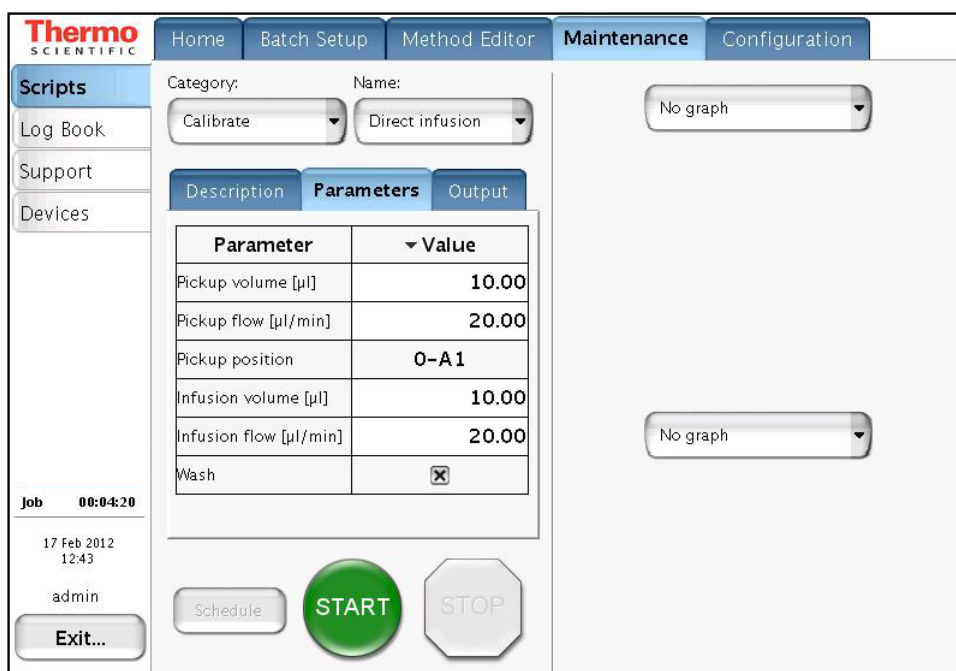 Thermo
SCIENTIFIC
Home
Batch Setup
Method Editor
Maintenance
Configuration
Scripts
Log Book
Support
Devices
Category:
Name:
Calibrate
Direct infusion
No graph
Description
Parameters
Output
Parameter
Value
Pickup volume [µl]
10.00
Pickup flow [µl/min]
20.00
Pickup position
O-A1
Infusion volume [µl]
10.00
Infusion flow [µl/min]
20.00
Wash
No graph
Job 00:04:20
17 Feb 2012
12:43
admin
Exit...
Schedule
START
STOP